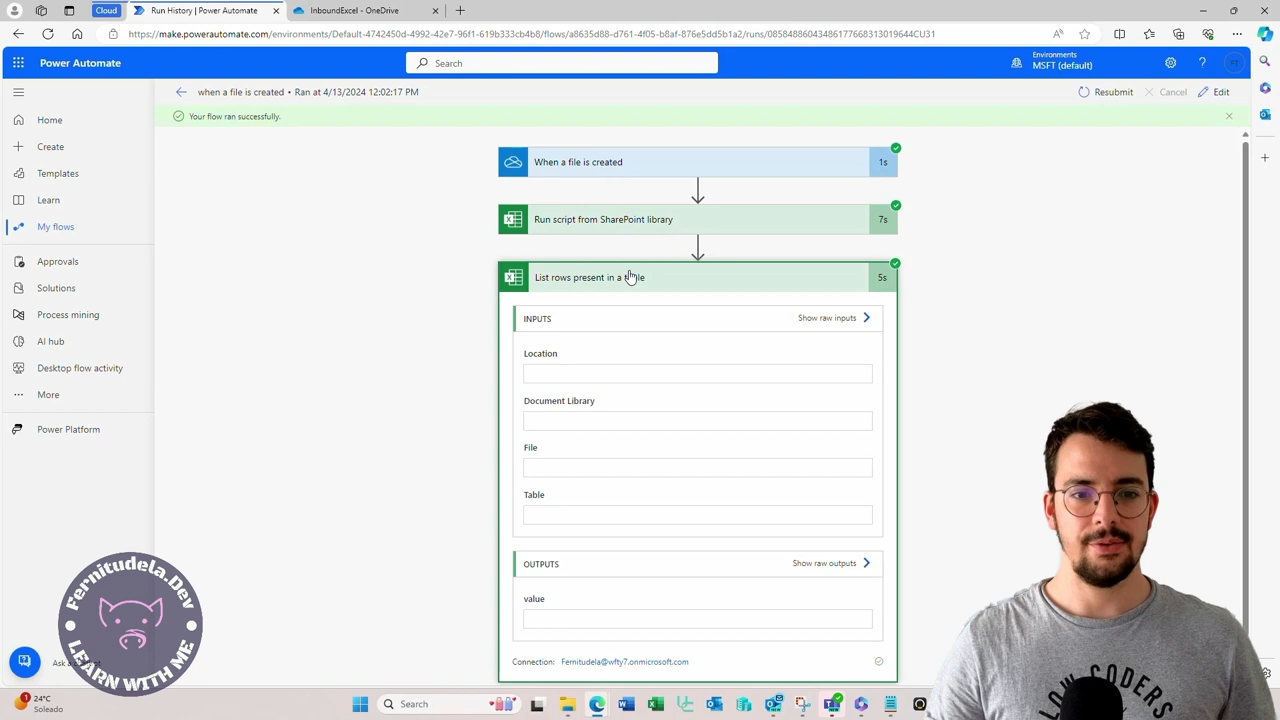 Cloud
Run History | Power Automate
InboundExcel - OneDrive
https://make.powerautomate.com/environments/Default-4742450d-4992-42e7-96f1-619b333cb4b8/flows/a8635d88-d761-4f05-b8af-876e5dd5b1a2/runs/08584886043486177668313019644CU31
Power Automate
Search
Environments
MSFT (default)
when a file is created • Ran at 4/13/2024 12:02:17 PM
Resubmit
Cancel
Edit
Your flow ran successfully.
Home
Create
Templates
Learn
My flows
Approvals
Solutions
Process mining
AI hub
Desktop flow activity
More
Power Platform
When a file is created
1s
Run script from SharePoint library
7s
List rows present in a
5s
INPUTS
Show raw inputs
Location
Document Library
File
Table
OUTPUTS
Show raw outputs
value
Connection: Fernitudela@wfty7.onmicrosoft.com
Fernitudela.Dev
LEARN WITH ME
LOW CODERS
24°C
Soleado
Search